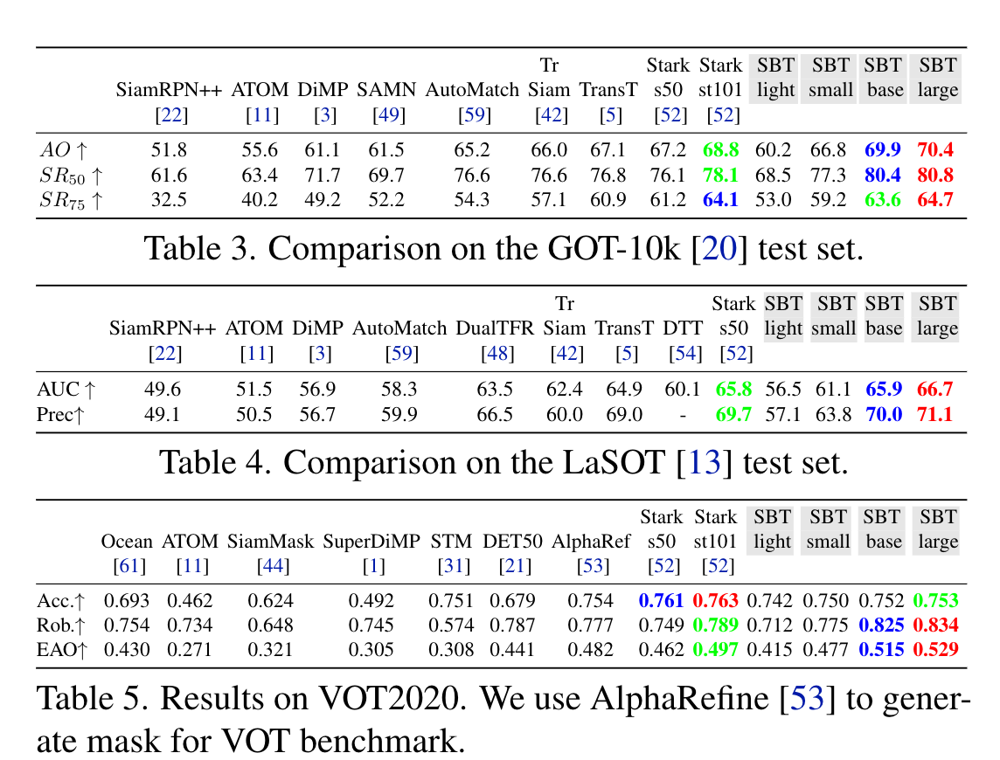 Tr Stark Stark SBT SBT SBT SBT
SiamRPN++ ATOM DiMP SAMN AutoMatch Siam TransT s50 st101 light small base large
[22] [11] [3] [49] [59] [42] [5] [52] [52]
AO ↑ 51.8 55.6 61.1 61.5 65.2 66.0 67.1 67.2 68.8 60.2 66.8 69.9 70.4
SR50 ↑ 61.6 63.4 71.7 69.7 76.6 76.6 76.8 76.1 78.1 68.5 77.3 80.4 80.8
SR75 ↑ 32.5 40.2 49.2 52.2 54.3 57.1 60.9 61.2 64.1 53.0 59.2 63.6 64.7
Table 3. Comparison on the GOT-10k [20] test set.
Tr Stark SBT SBT SBT SBT
SiamRPN++ ATOM DiMP AutoMatch DualTFR Siam TransT DTT s50 light small base large
[22] [11] [3] [59] [48] [42] [5] [54] [52]
AUC ↑ 49.6 51.5 56.9 58.3 63.5 62.4 64.9 60.1 65.8 56.5 61.1 65.9 66.7
Prec↑ 49.1 50.5 56.7 59.9 66.5 60.0 69.0 - 69.7 57.1 63.8 70.0 71.1
Table 4. Comparison on the LaSOT [13] test set.
Stark Stark SBT SBT SBT SBT
Ocean ATOM SiamMask SuperDiMP STM DET50 AlphaRef s50 st101 light small base large
[61] [11] [44] [1] [31] [21] [53] [52] [52]
Acc.↑ 0.693 0.462 0.624 0.492 0.751 0.679 0.754 0.761 0.763 0.742 0.750 0.752 0.753
Rob.↑ 0.754 0.734 0.648 0.745 0.574 0.787 0.777 0.749 0.789 0.712 0.775 0.825 0.834
EAO↑ 0.430 0.271 0.321 0.305 0.308 0.441 0.482 0.462 0.497 0.415 0.477 0.515 0.529
Table 5. Results on VOT2020. We use AlphaRefine [53] to gener-
ate mask for VOT benchmark.